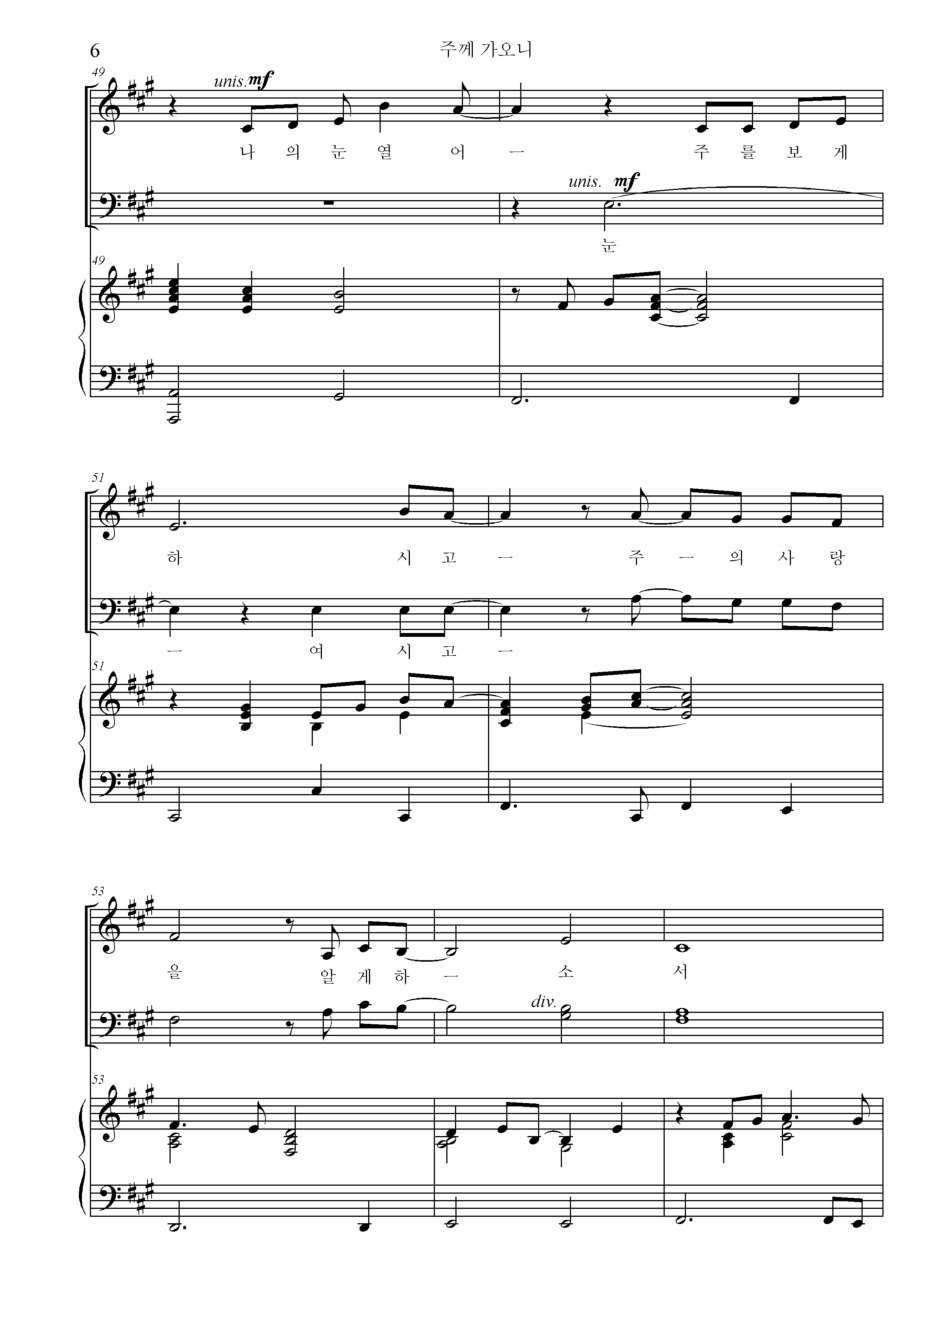 6
주께 가오니
49
unis. mf
나 의 눈 열 어 ㅡ 주 를 보 게
unis. mf
눈
49
51
하 시 고 ㅡ 주 ㅡ 의 사 랑
ㅡ 여 시 고 ㅡ
51
53
을 알 게 하 ㅡ 소 서
div.
53